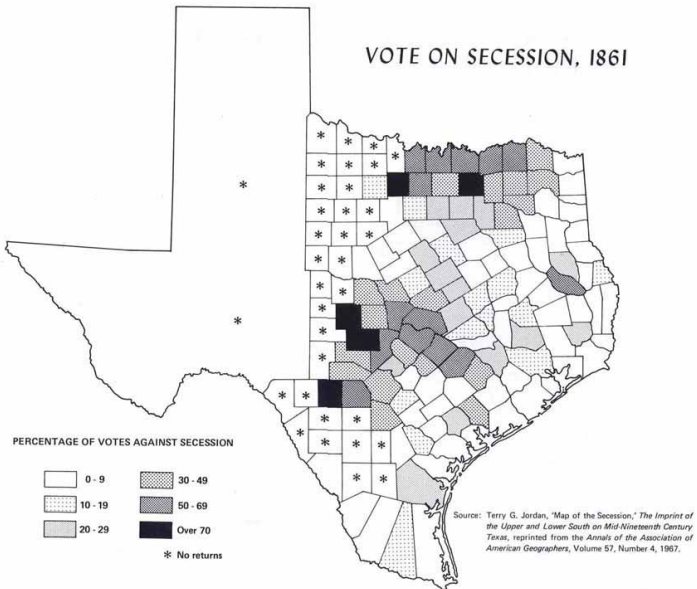 VOTE ON SECESSION, 1861
PERCENTAGE OF VOTES AGAINST SECESSION
0 - 9
30 - 49
10 - 19
50 - 69
20 - 29
Over 70
* No returns
Source: Terry G. Jordan, 'Map of the Secession,' The Imprint of
the Upper and Lower South on Mid-Nineteenth Century
Texas, reprinted from the Annals of the Association of
American Geographers, Volume 57, Number 4, 1967.